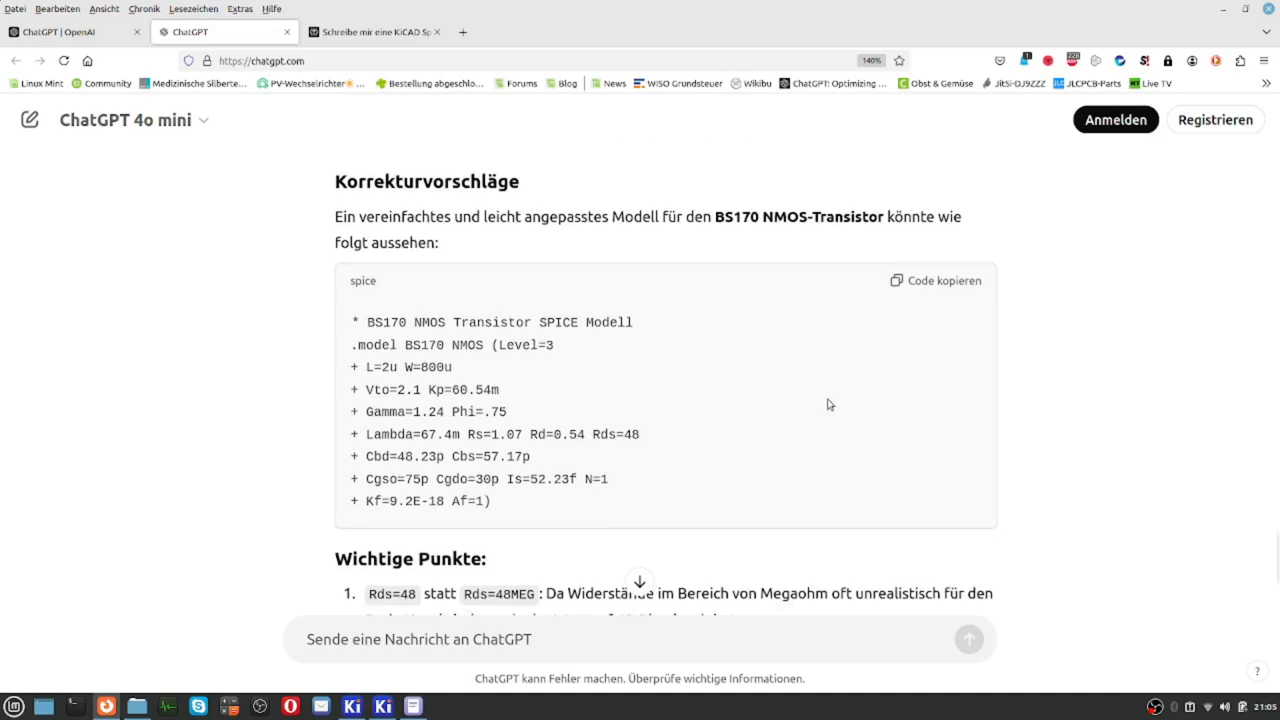 Datei Bearbeiten Ansicht Chronik Lesezeichen Extras Hilfe
ChatGPT | OpenAI
ChatGPT
Schreibe mir eine KiCAD Sp
https://chatgpt.com
140%
Linux Mint Community Medizinische Silberte... PV-Wechselrichter ... Bestellung abgeschlo... Forums Blog News WISO Grundsteuer Wikibu ChatGPT: Optimizing ... Obst & Gemüse JitSi-DJ9ZZZ JLCPCB-Parts Live TV
ChatGPT 4o mini
Anmelden
Registrieren
Korrekturvorschläge
Ein vereinfachtes und leicht angepasstes Modell für den BS170 NMOS-Transistor könnte wie
folgt aussehen:
spice
Code kopieren
* BS170 NMOS Transistor SPICE Modell
.model BS170 NMOS (Level=3
+ L=2u W=800u
+ Vto=2.1 Kp=60.54m
+ Gamma=1.24 Phi=.75
+ Lambda=67.4m Rs=1.07 Rd=0.54 Rds=48
+ Cbd=48.23p Cbs=57.17p
+ Cgso=75p Cgdo=30p Is=52.23f N=1
+ Kf=9.2E-18 Af=1)
Wichtige Punkte:
1. Rds=48 statt Rds=48MEG : Da Widerstände im Bereich von Megaohm oft unrealistisch für den
Sende eine Nachricht an ChatGPT
ChatGPT kann Fehler machen. Überprüfe wichtige Informationen.
?
21:05